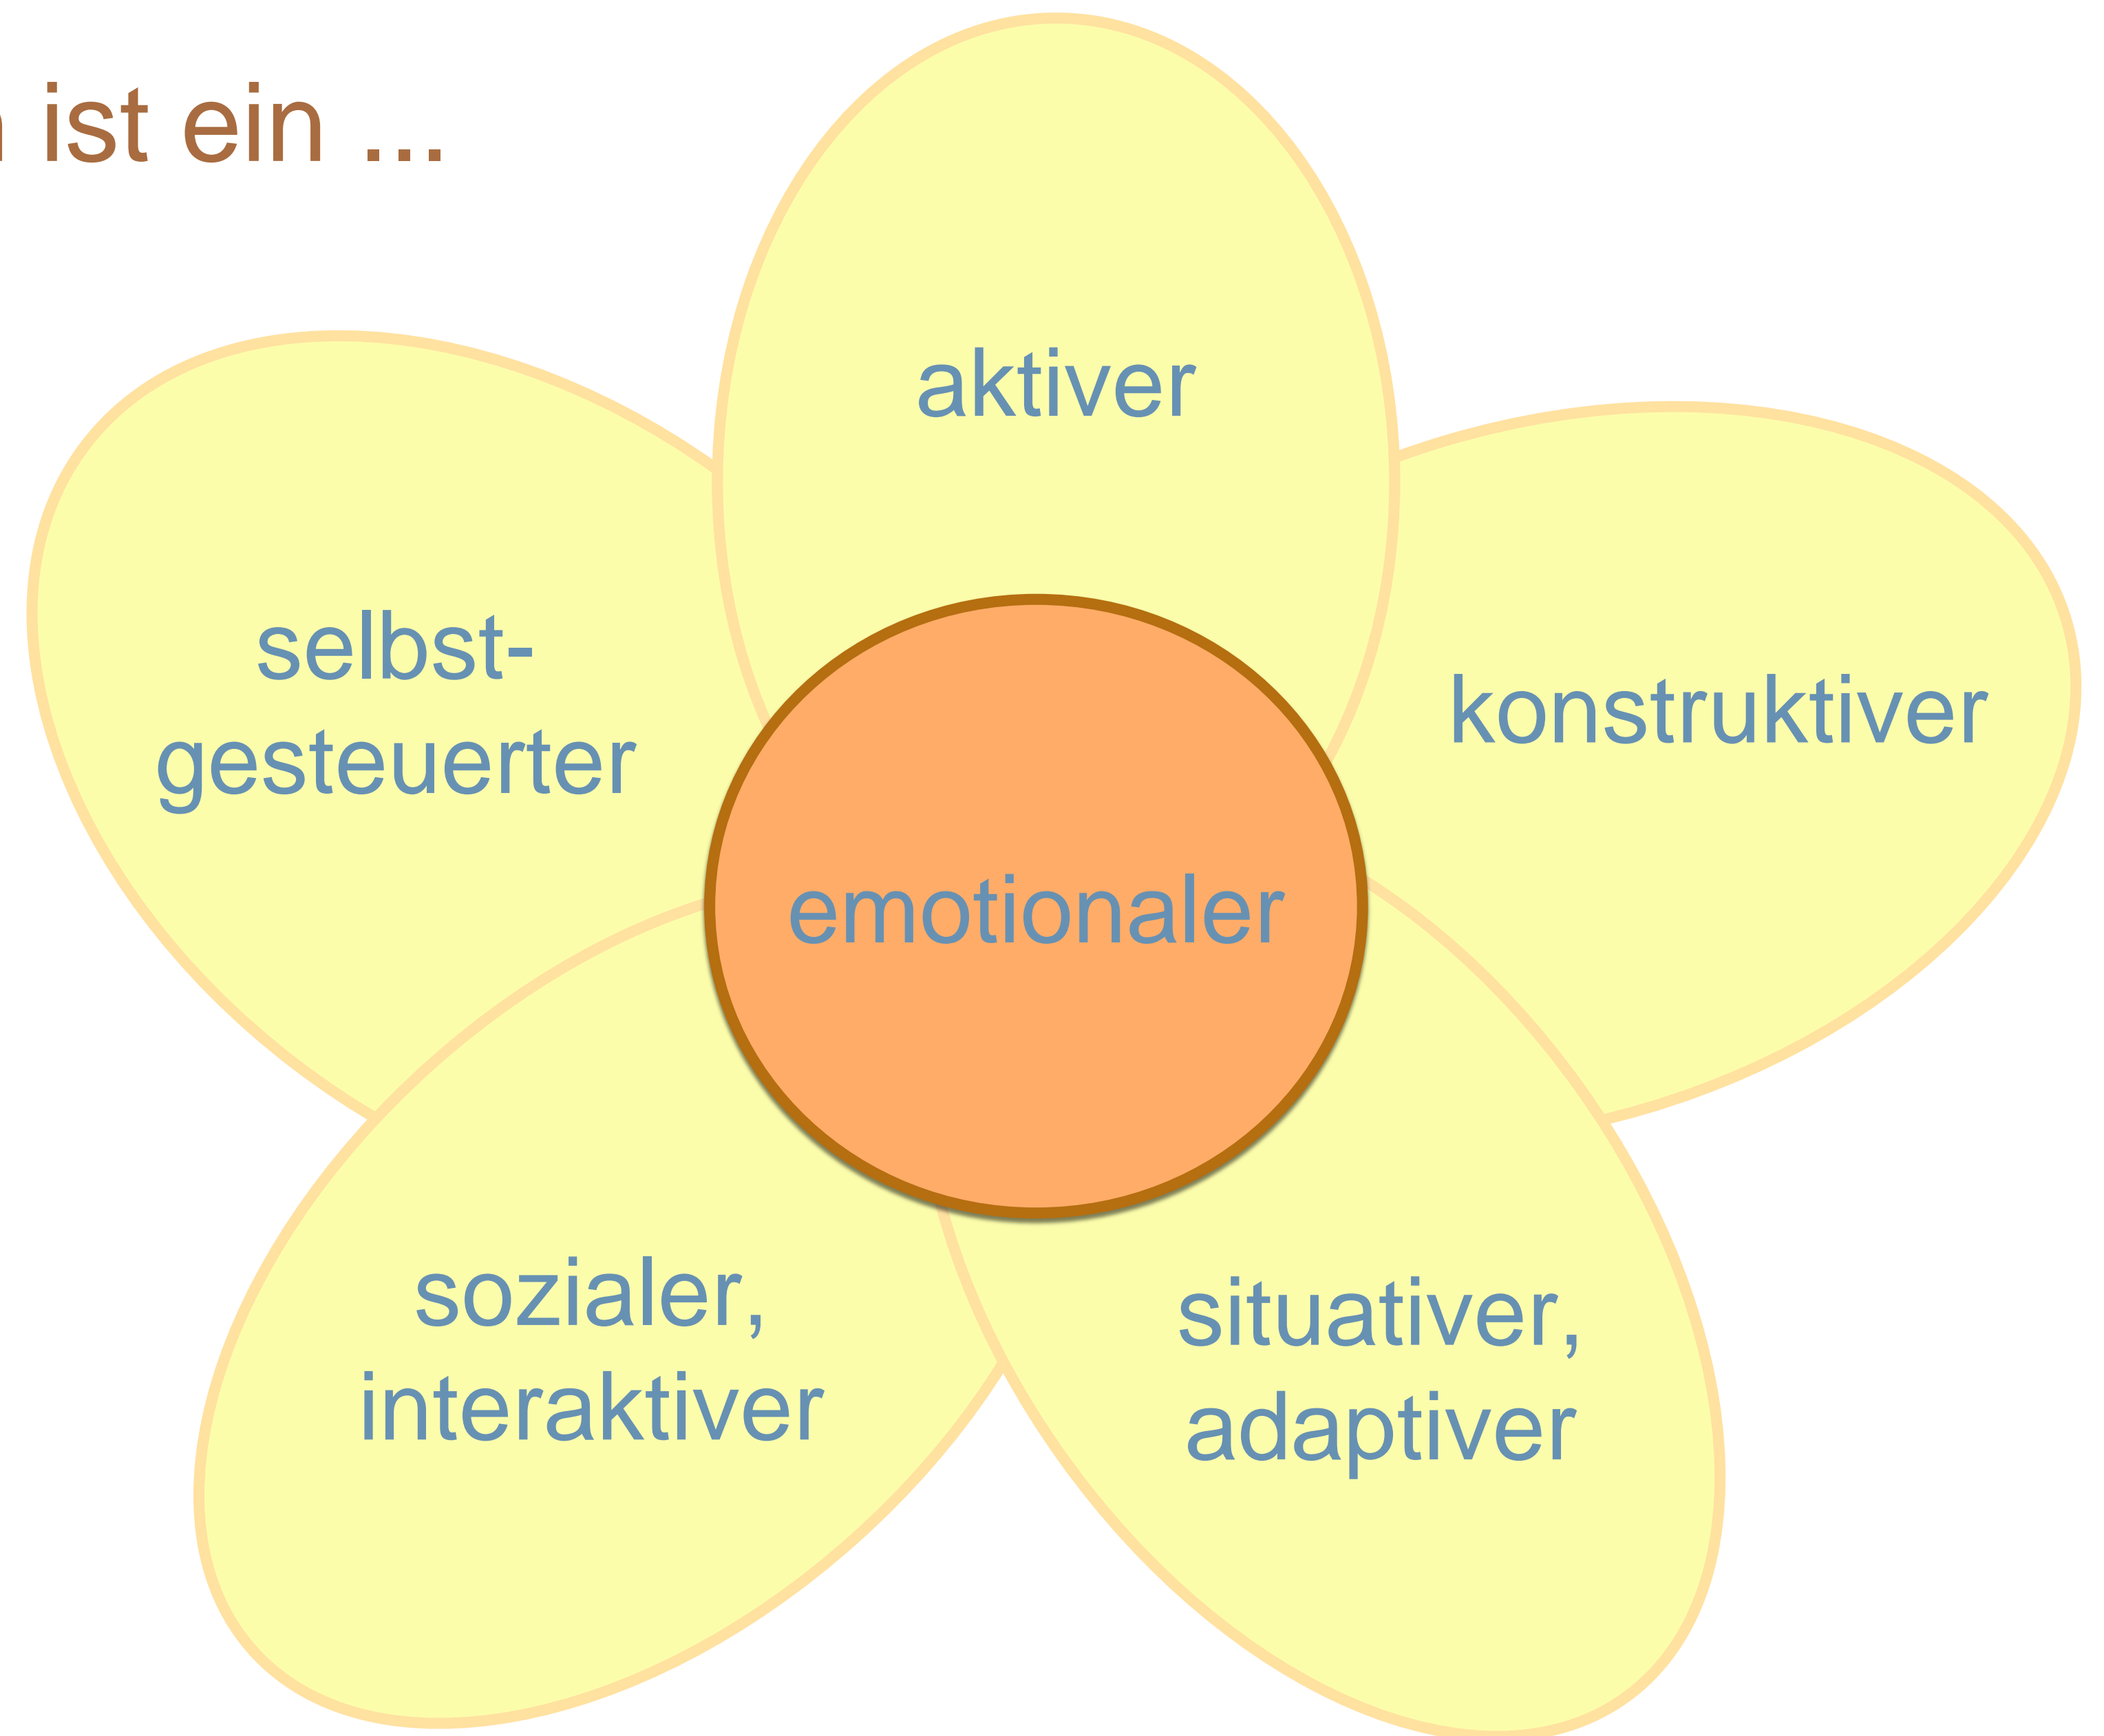 ist ein ...
aktiver
selbst-
gesteuerter
konstruktiver
emotionaler
sozialer,
interaktiver
situativer,
adaptiver